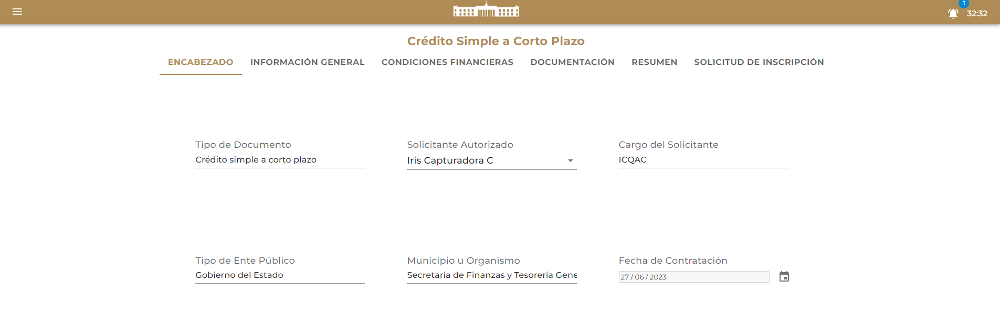 1
32:32
Crédito Simple a Corto Plazo
ENCABEZADO INFORMACIÓN GENERAL CONDICIONES FINANCIERAS DOCUMENTACIÓN RESUMEN SOLICITUD DE INSCRIPCIÓN
Tipo de Documento Solicitante Autorizado Cargo del Solicitante
Crédito simple a corto plazo Iris Capturadora C ICQAC
Tipo de Ente Público Municipio u Organismo Fecha de Contratación
Gobierno del Estado Secretaría de Finanzas y Tesorería Gene 27 / 06 / 2023